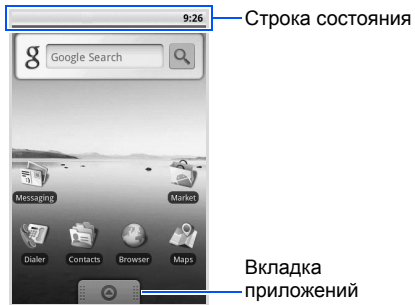 9:26
Строка состояния
g Google Search
Messaging
Market
Dialer
Contacts
Browser
Maps
Вкладка
приложений